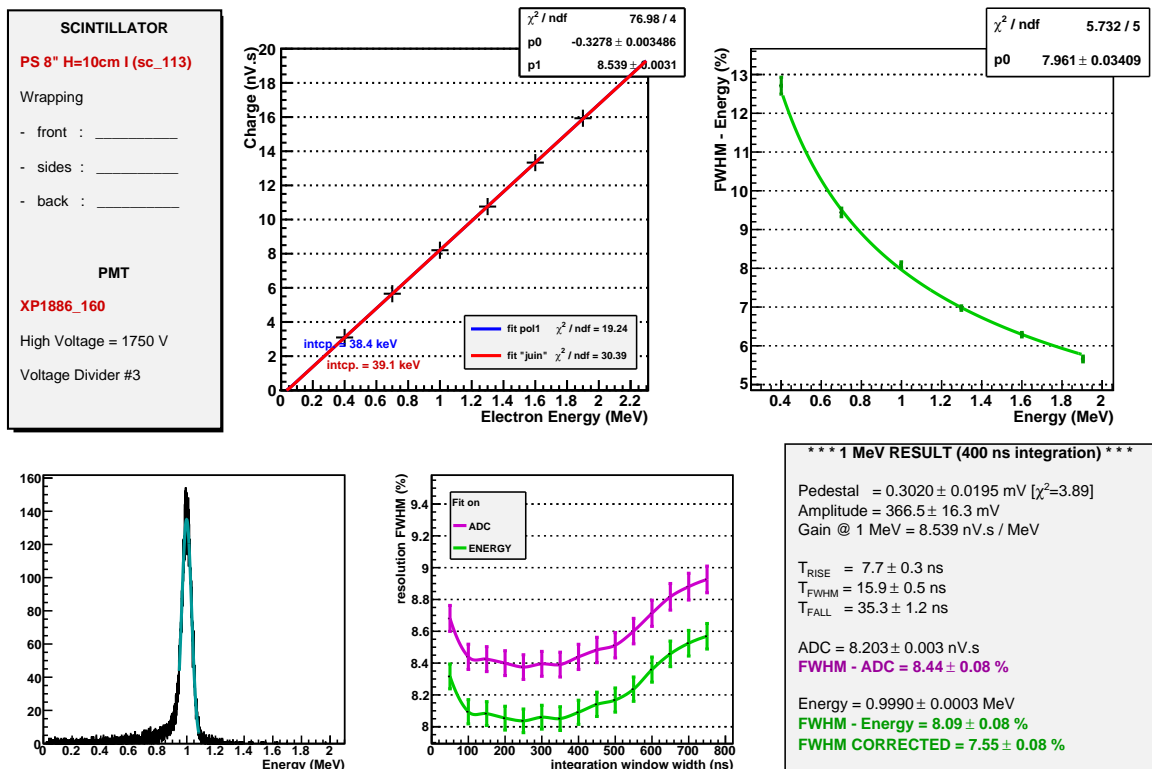 SCINTILLATOR
PS 8" H=10cm I (sc_113)
Wrapping
- front : __________
- sides : __________
- back : __________
PMT
XP1886_160
High Voltage = 1750 V
Voltage Divider #3
χ² / ndf 76.98 / 4
p0 -0.3278 ± 0.003486
p1 8.539 ± 0.0031
Charge (nV.s)
20
18
16
14
12
10
8
6
4
2
0
intcp. = 38.4 keV
intcp. = 39.1 keV
fit pol1 χ² / ndf = 19.24
fit "juin" χ² / ndf = 30.39
0 0.2 0.4 0.6 0.8 1 1.2 1.4 1.6 1.8 2 2.2
Electron Energy (MeV)
χ² / ndf 5.732 / 5
p0 7.961 ± 0.03409
FWHM - Energy (%)
13
12
11
10
9
8
7
6
5
0.4 0.6 0.8 1 1.2 1.4 1.6 1.8 2
Energy (MeV)
160
140
120
100
80
60
40
20
0
0 0.2 0.4 0.6 0.8 1 1.2 1.4 1.6 1.8 2
Energy (MeV)
resolution FWHM (%)
9.4
9.2
9
8.8
8.6
8.4
8.2
8
Fit on
ADC
ENERGY
0 100 200 300 400 500 600 700 800
integration window width (ns)
* * * 1 MeV RESULT (400 ns integration) * * *
Pedestal = 0.3020 ± 0.0195 mV [χ²=3.89]
Amplitude = 366.5 ± 16.3 mV
Gain @ 1 MeV = 8.539 nV.s / MeV
T_RISE = 7.7 ± 0.3 ns
T_FWHM = 15.9 ± 0.5 ns
T_FALL = 35.3 ± 1.2 ns
ADC = 8.203 ± 0.003 nV.s
FWHM - ADC = 8.44 ± 0.08 %
Energy = 0.9990 ± 0.0003 MeV
FWHM - Energy = 8.09 ± 0.08 %
FWHM CORRECTED = 7.55 ± 0.08 %